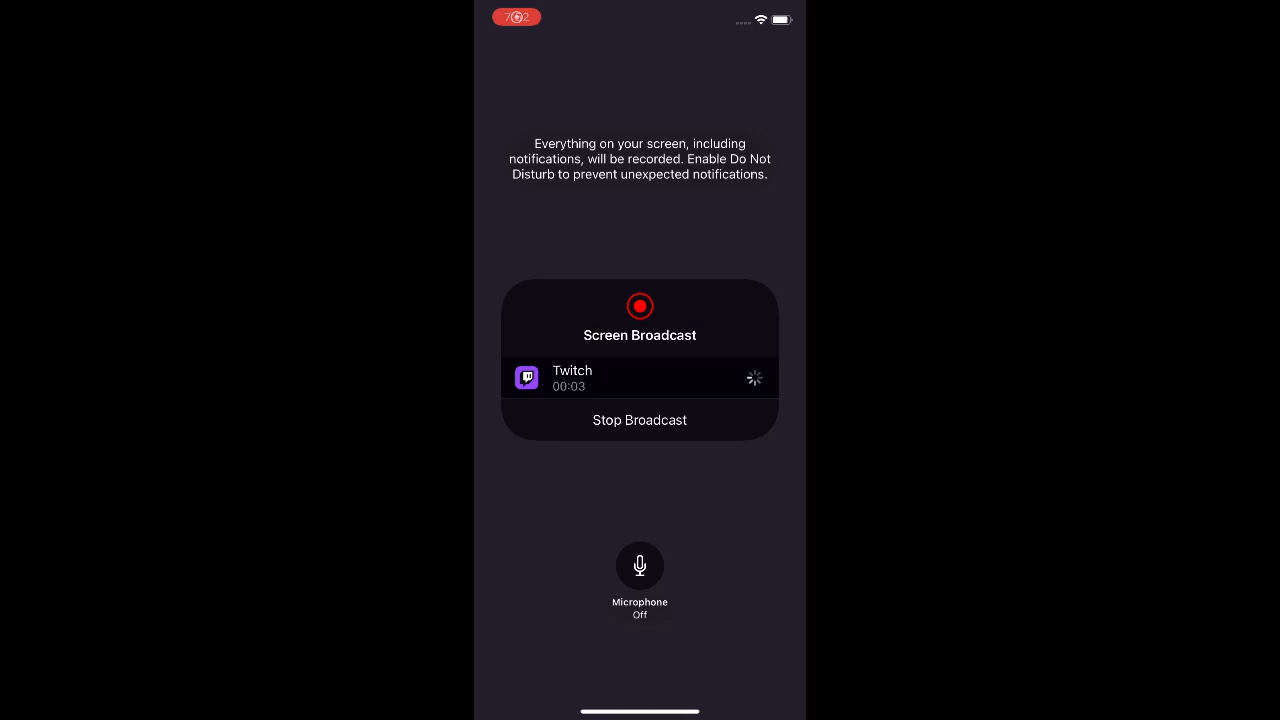 Everything on your screen, including
notifications, will be recorded. Enable Do Not
Disturb to prevent unexpected notifications.
Screen Broadcast
Twitch
00:03
Stop Broadcast
Microphone
Off